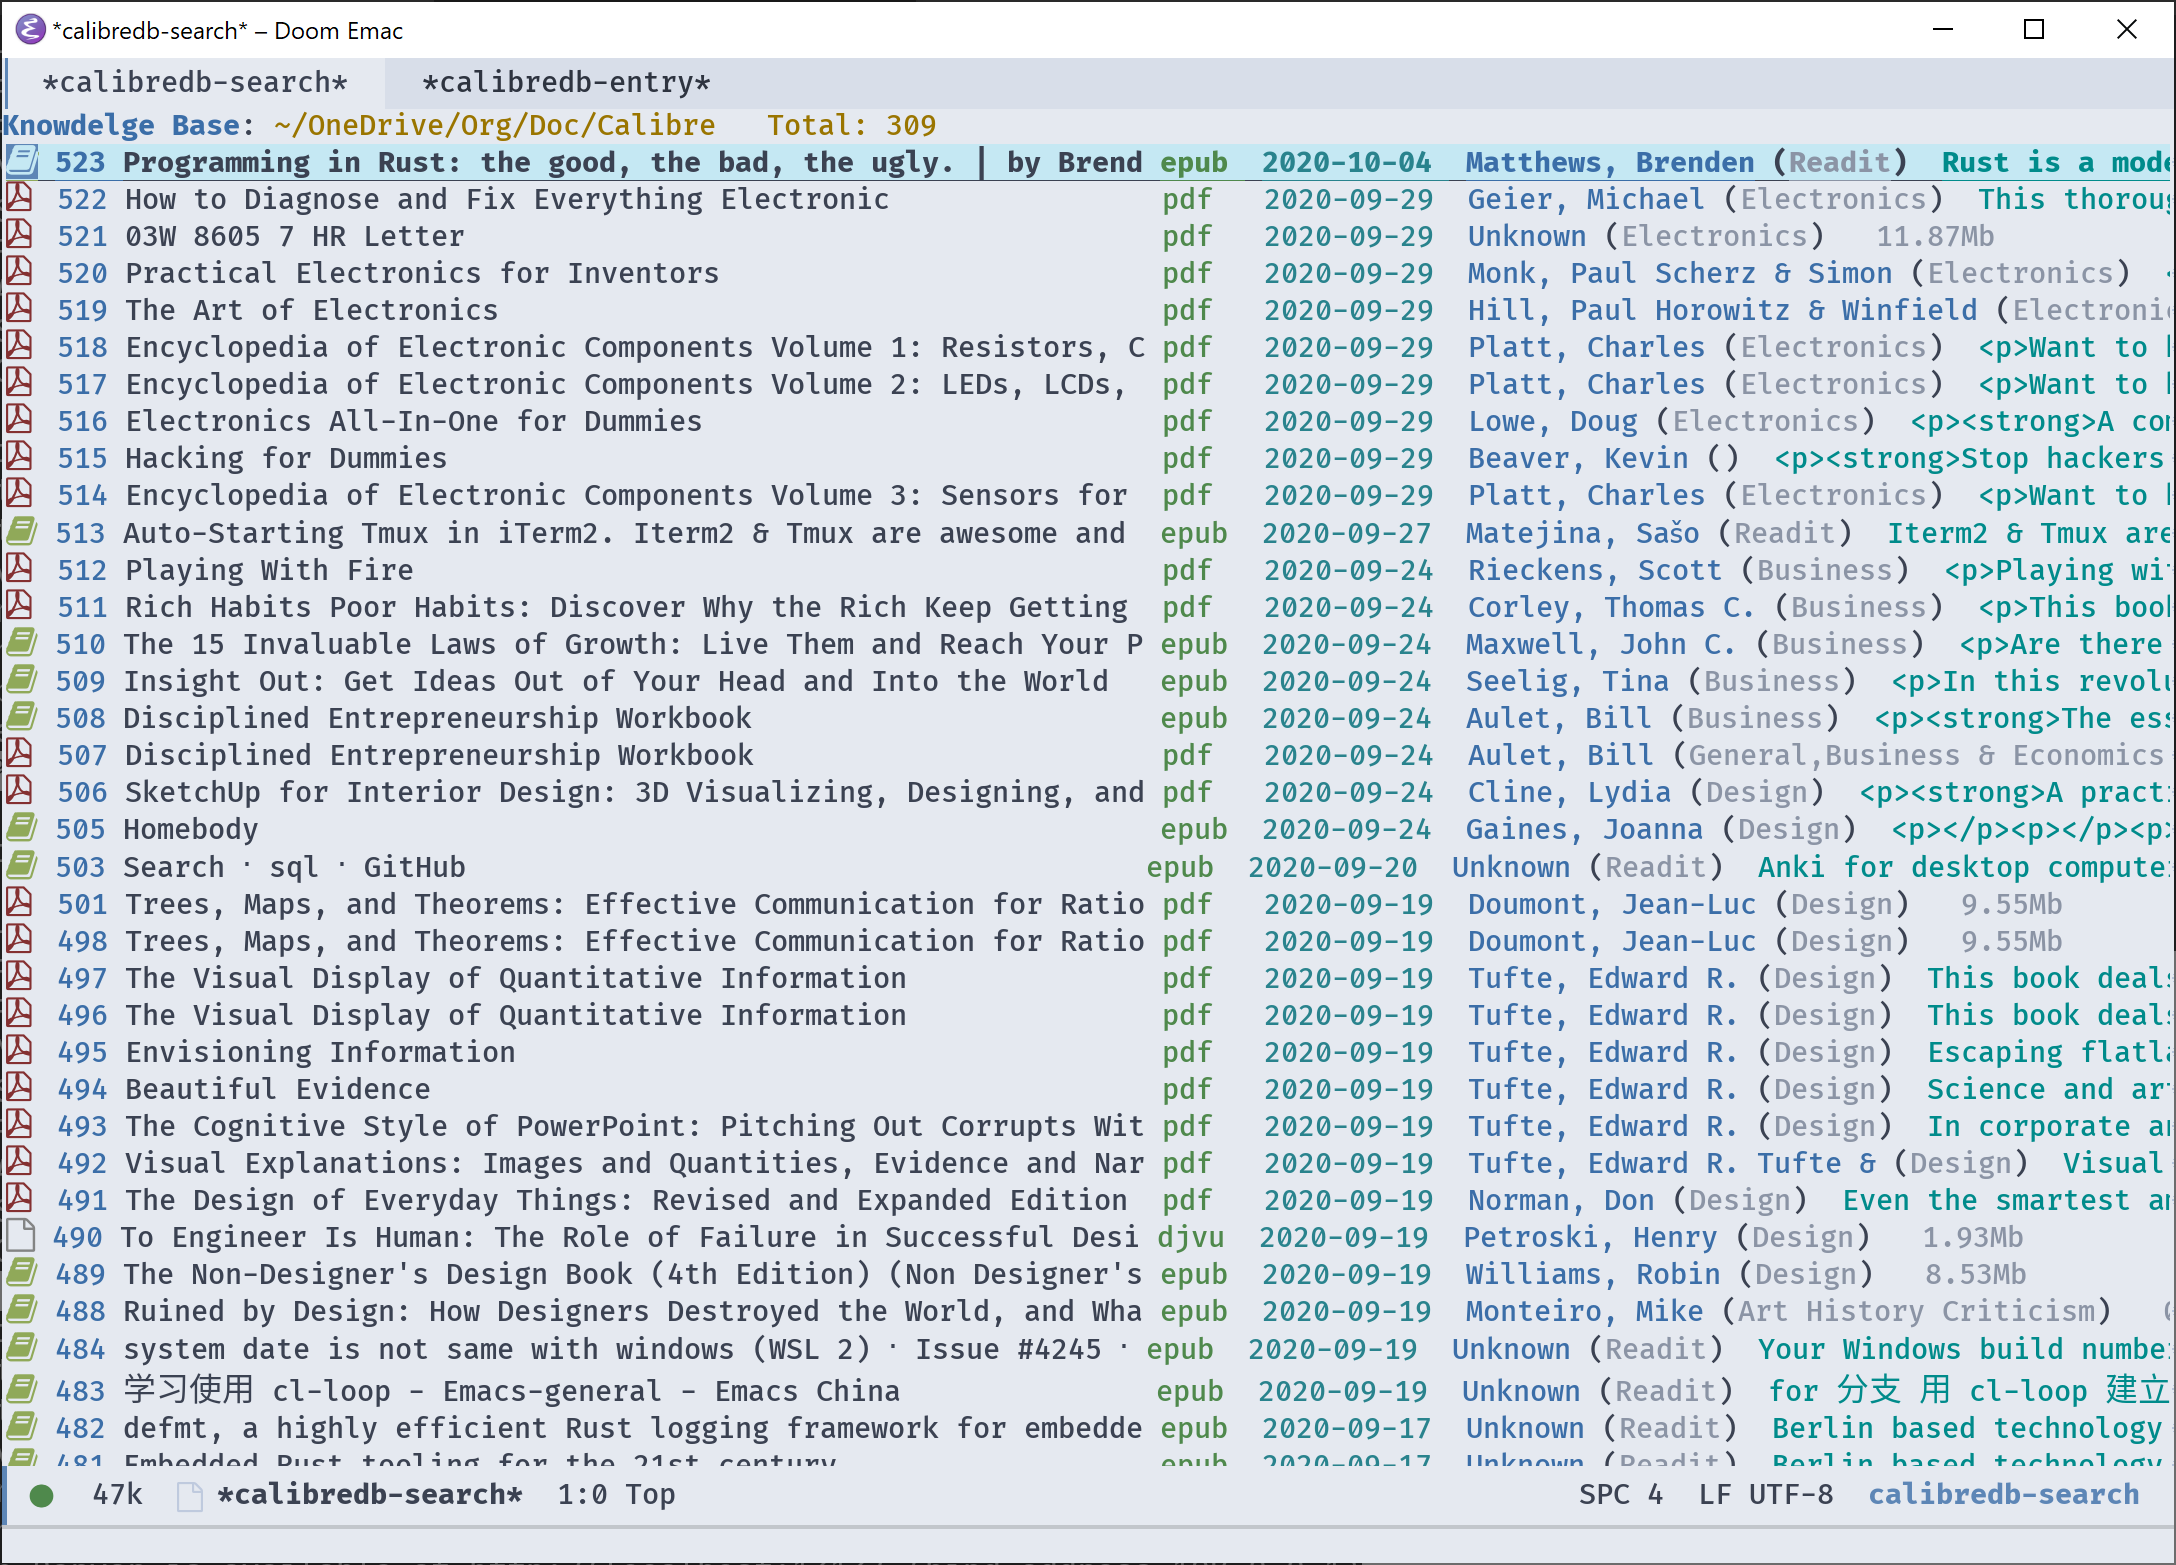 *calibredb-search* – Doom Emac
*calibredb-search* *calibredb-entry*
Knowdelge Base: ~/OneDrive/Org/Doc/Calibre Total: 309
523 Programming in Rust: the good, the bad, the ugly. | by Brend epub 2020-10-04 Matthews, Brenden (Readit) Rust is a mode
522 How to Diagnose and Fix Everything Electronic pdf 2020-09-29 Geier, Michael (Electronics) This thoroug
521 03W 8605 7 HR Letter pdf 2020-09-29 Unknown (Electronics) 11.87Mb
520 Practical Electronics for Inventors pdf 2020-09-29 Monk, Paul Scherz & Simon (Electronics)
519 The Art of Electronics pdf 2020-09-29 Hill, Paul Horowitz & Winfield (Electronic
518 Encyclopedia of Electronic Components Volume 1: Resistors, C pdf 2020-09-29 Platt, Charles (Electronics) <p>Want to
517 Encyclopedia of Electronic Components Volume 2: LEDs, LCDs, pdf 2020-09-29 Platt, Charles (Electronics) <p>Want to
516 Electronics All-In-One for Dummies pdf 2020-09-29 Lowe, Doug (Electronics) <p><strong>A com
515 Hacking for Dummies pdf 2020-09-29 Beaver, Kevin () <p><strong>Stop hackers
514 Encyclopedia of Electronic Components Volume 3: Sensors for pdf 2020-09-29 Platt, Charles (Electronics) <p>Want to
513 Auto-Starting Tmux in iTerm2. Iterm2 & Tmux are awesome and epub 2020-09-27 Matejina, Sašo (Readit) Iterm2 & Tmux are
512 Playing With Fire pdf 2020-09-24 Rieckens, Scott (Business) <p>Playing wit
511 Rich Habits Poor Habits: Discover Why the Rich Keep Getting pdf 2020-09-24 Corley, Thomas C. (Business) <p>This book
510 The 15 Invaluable Laws of Growth: Live Them and Reach Your P epub 2020-09-24 Maxwell, John C. (Business) <p>Are there
509 Insight Out: Get Ideas Out of Your Head and Into the World epub 2020-09-24 Seelig, Tina (Business) <p>In this revolu
508 Disciplined Entrepreneurship Workbook epub 2020-09-24 Aulet, Bill (Business) <p><strong>The ess
507 Disciplined Entrepreneurship Workbook pdf 2020-09-24 Aulet, Bill (General,Business & Economics
506 SketchUp for Interior Design: 3D Visualizing, Designing, and pdf 2020-09-24 Cline, Lydia (Design) <p><strong>A practi
505 Homebody epub 2020-09-24 Gaines, Joanna (Design) <p></p><p></p><p>
503 Search · sql · GitHub epub 2020-09-20 Unknown (Readit) Anki for desktop computer
501 Trees, Maps, and Theorems: Effective Communication for Ratio pdf 2020-09-19 Doumont, Jean-Luc (Design) 9.55Mb
498 Trees, Maps, and Theorems: Effective Communication for Ratio pdf 2020-09-19 Doumont, Jean-Luc (Design) 9.55Mb
497 The Visual Display of Quantitative Information pdf 2020-09-19 Tufte, Edward R. (Design) This book deals
496 The Visual Display of Quantitative Information pdf 2020-09-19 Tufte, Edward R. (Design) This book deals
495 Envisioning Information pdf 2020-09-19 Tufte, Edward R. (Design) Escaping flatla
494 Beautiful Evidence pdf 2020-09-19 Tufte, Edward R. (Design) Science and ar
493 The Cognitive Style of PowerPoint: Pitching Out Corrupts Wit pdf 2020-09-19 Tufte, Edward R. (Design) In corporate an
492 Visual Explanations: Images and Quantities, Evidence and Nar pdf 2020-09-19 Tufte, Edward R. Tufte & (Design) Visual
491 The Design of Everyday Things: Revised and Expanded Edition pdf 2020-09-19 Norman, Don (Design) Even the smartest an
490 To Engineer Is Human: The Role of Failure in Successful Desi djvu 2020-09-19 Petroski, Henry (Design) 1.93Mb
489 The Non-Designer's Design Book (4th Edition) (Non Designer's epub 2020-09-19 Williams, Robin (Design) 8.53Mb
488 Ruined by Design: How Designers Destroyed the World, and Wha epub 2020-09-19 Monteiro, Mike (Art History Criticism)
484 system date is not same with windows (WSL 2) · Issue #4245 · epub 2020-09-19 Unknown (Readit) Your Windows build numbe
483 学习使用 cl-loop - Emacs-general - Emacs China epub 2020-09-19 Unknown (Readit) for 分支 用 cl-loop 建立
482 defmt, a highly efficient Rust logging framework for embedde epub 2020-09-17 Unknown (Readit) Berlin based technology
481 Embedded Rust tooling for the 21st century epub 2020-09-17 Unknown (Readit) Berlin based technology
47k *calibredb-search* 1:0 Top SPC 4 LF UTF-8 calibredb-search